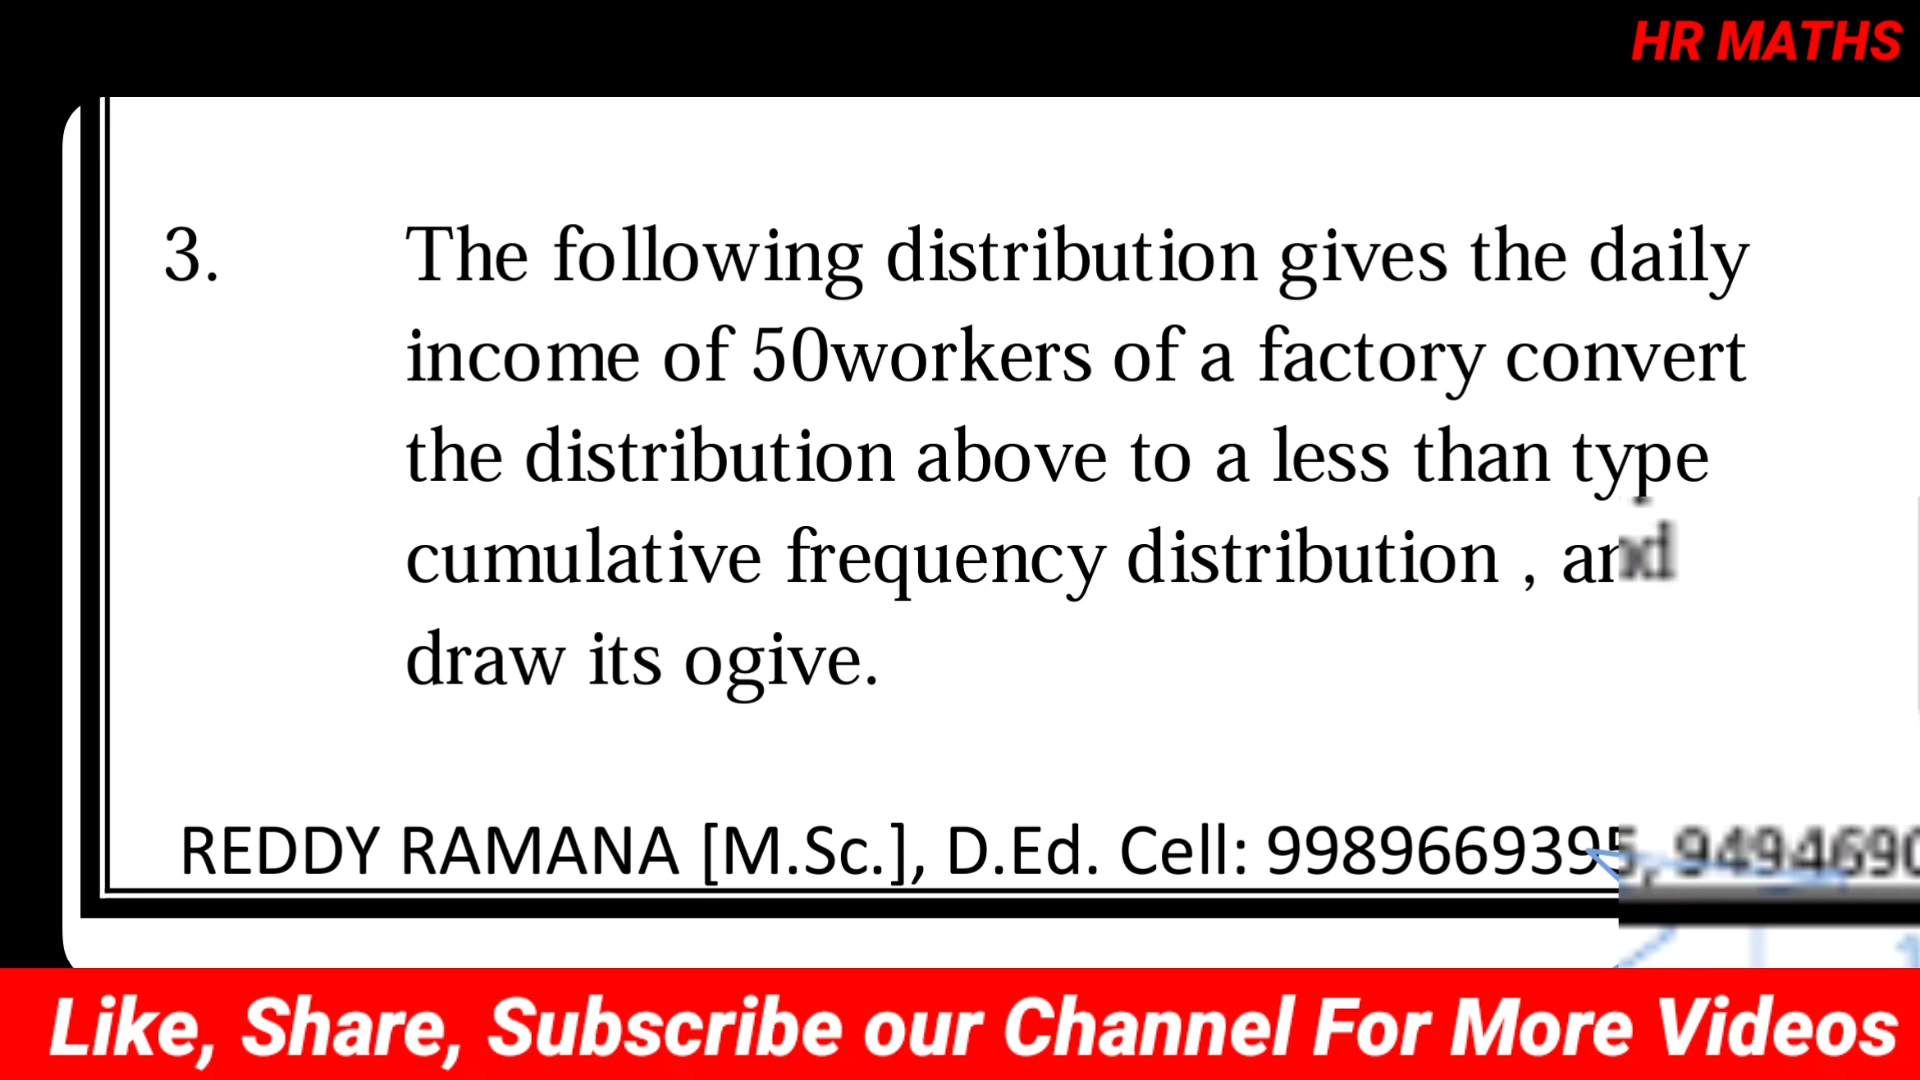 HR MATHS
3. The following distribution gives the daily
income of 50workers of a factory convert
the distribution above to a less than type
cumulative frequency distribution , and
draw its ogive.
REDDY RAMANA [M.Sc.], D.Ed. Cell: 9989669395, 9494690
Like, Share, Subscribe our Channel For More Videos